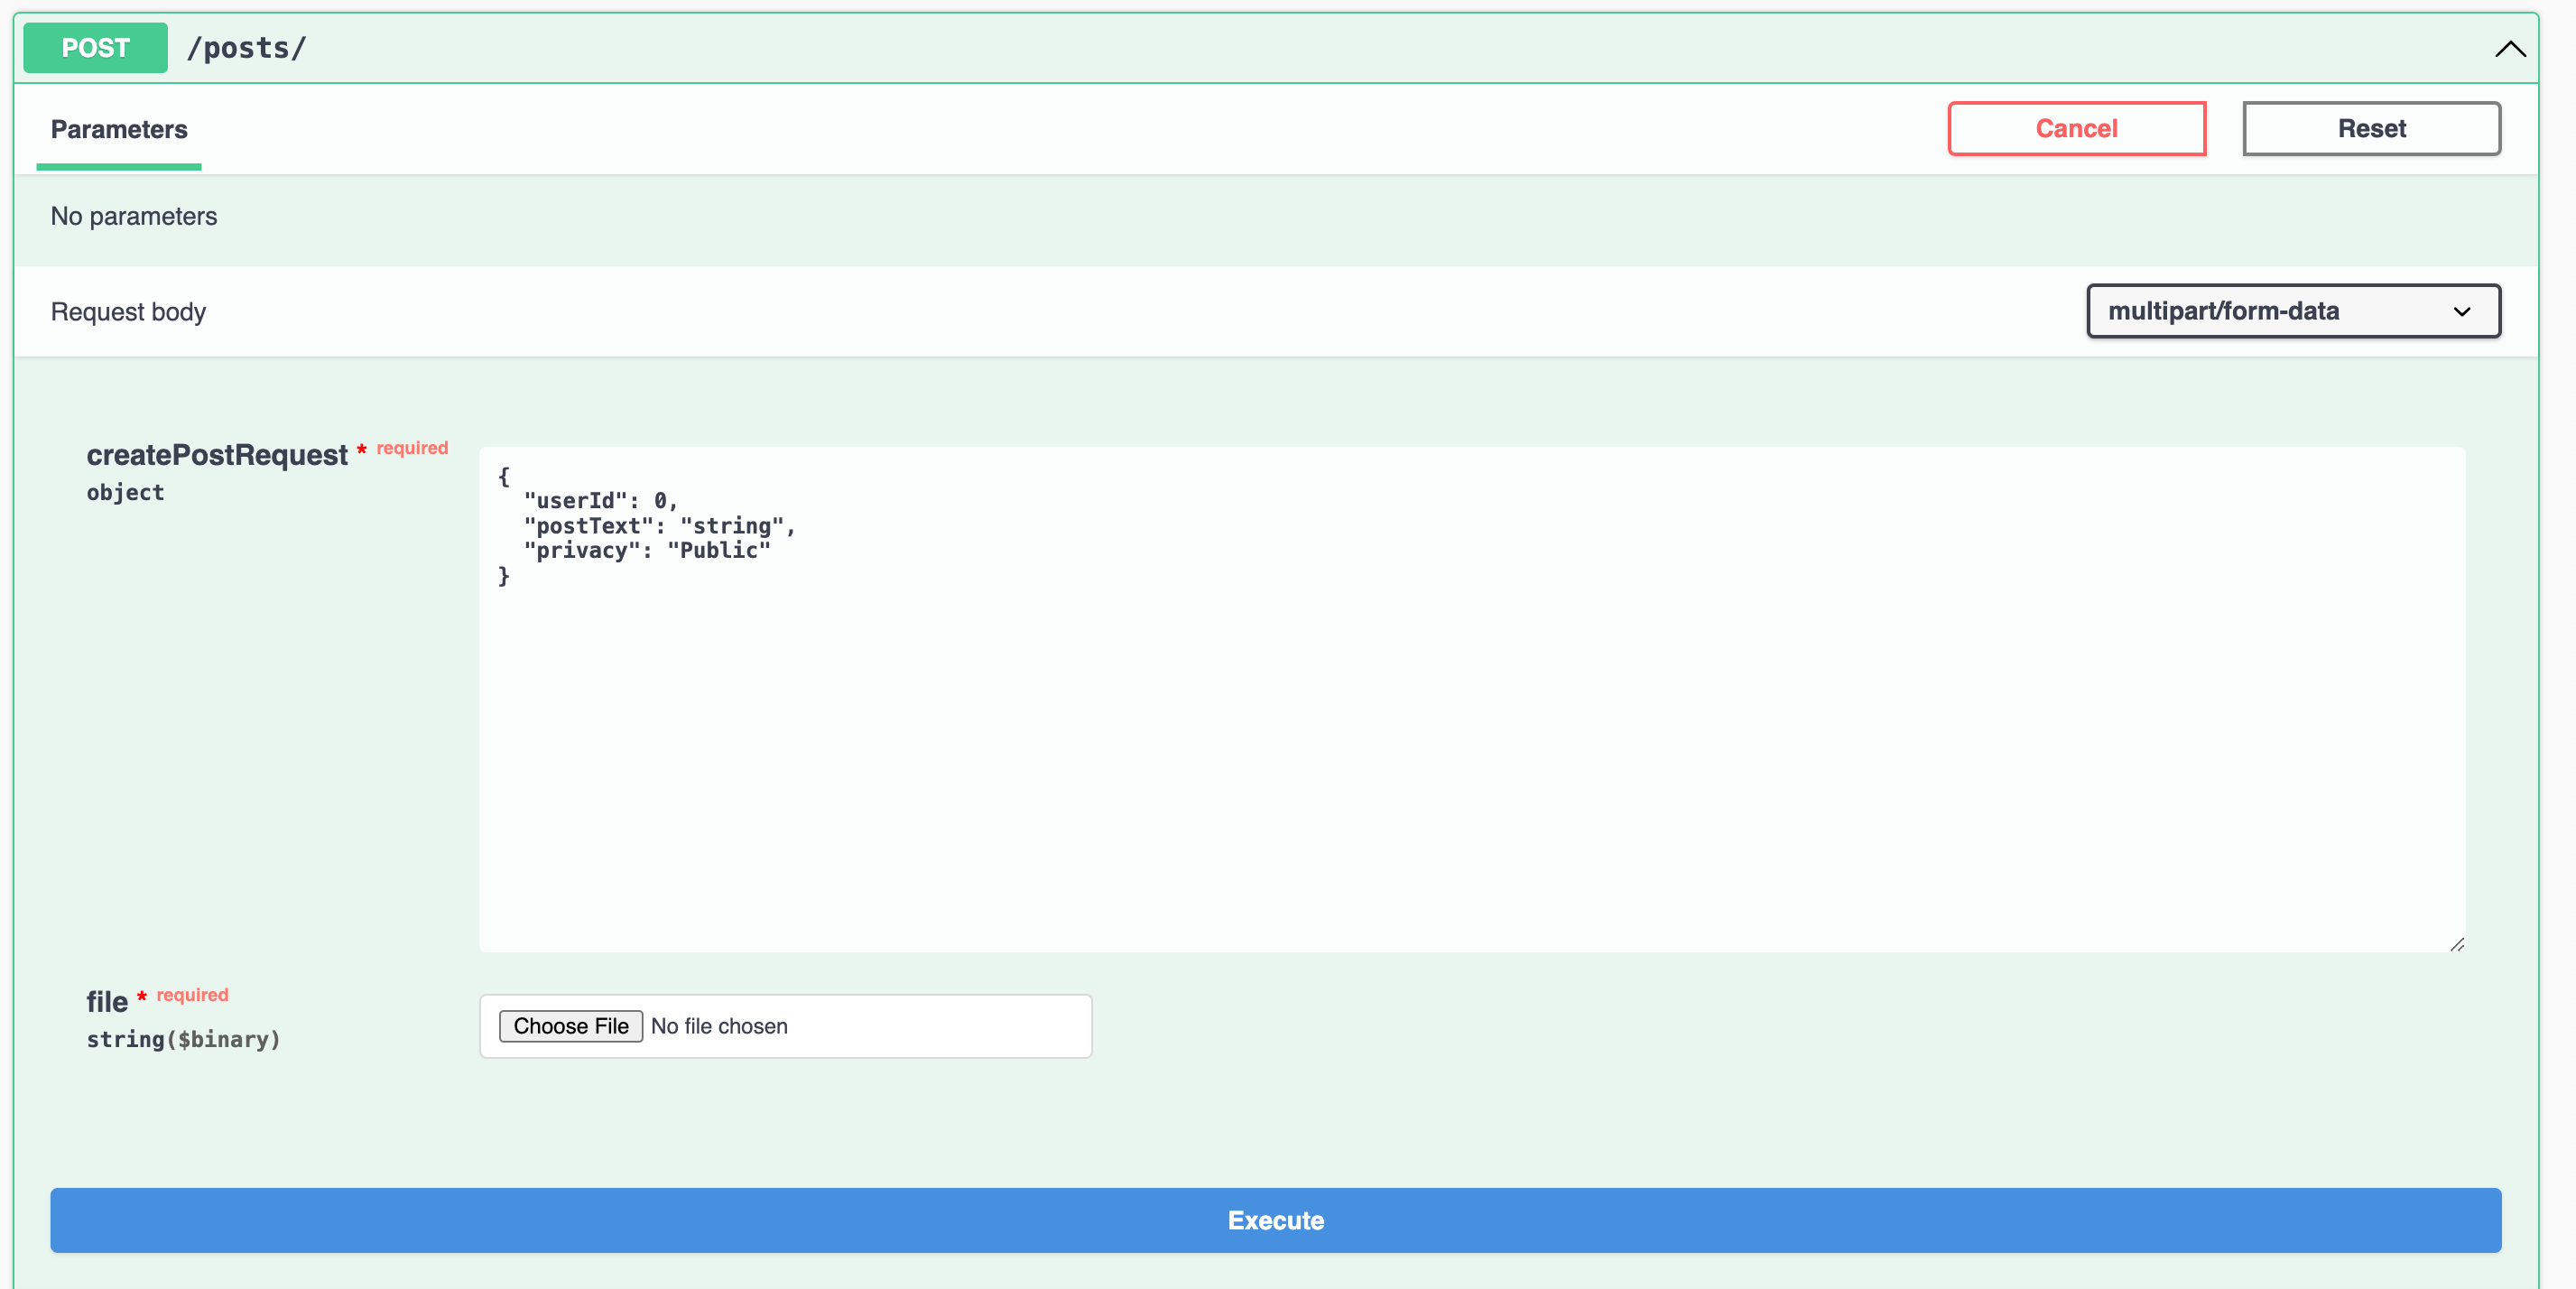 POST /posts/
Parameters
Cancel
Reset
No parameters
Request body
multipart/form-data
createPostRequest * required
object
{
  "userId": 0,
  "postText": "string",
  "privacy": "Public"
}
file * required
string($binary)
Choose File No file chosen
Execute